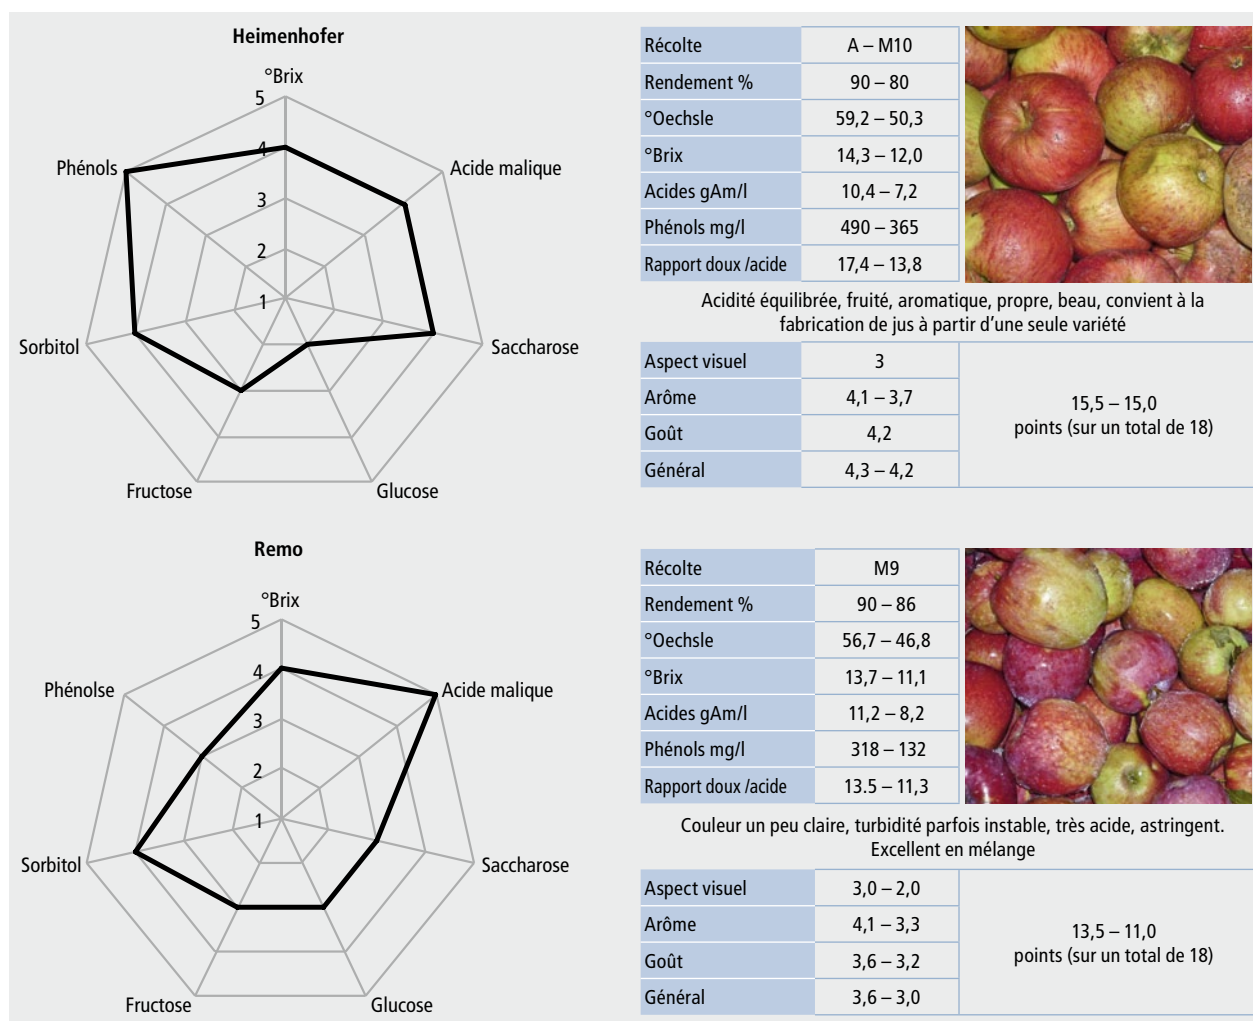 Heimenhofer
°Brix
5
4
3
2
1
Acide malique
Saccharose
Glucose
Fructose
Sorbitol
Phénols
Récolte A – M10
Rendement % 90 – 80
°Oechsle 59,2 – 50,3
°Brix 14,3 – 12,0
Acides gAm/l 10,4 – 7,2
Phénols mg/l 490 – 365
Rapport doux /acide 17,4 – 13,8
Acidité équilibrée, fruité, aromatique, propre, beau, convient à la
fabrication de jus à partir d’une seule variété
Aspect visuel 3
Arôme 4,1 – 3,7
Goût 4,2
Général 4,3 – 4,2
15,5 – 15,0
points (sur un total de 18)
Remo
°Brix
5
4
3
2
1
Acide malique
Saccharose
Glucose
Fructose
Sorbitol
Phénolse
Récolte M9
Rendement % 90 – 86
°Oechsle 56,7 – 46,8
°Brix 13,7 – 11,1
Acides gAm/l 11,2 – 8,2
Phénols mg/l 318 – 132
Rapport doux /acide 13.5 – 11,3
Couleur un peu claire, turbidité parfois instable, très acide, astringent.
Excellent en mélange
Aspect visuel 3,0 – 2,0
Arôme 4,1 – 3,3
Goût 3,6 – 3,2
Général 3,6 – 3,0
13,5 – 11,0
points (sur un total de 18)